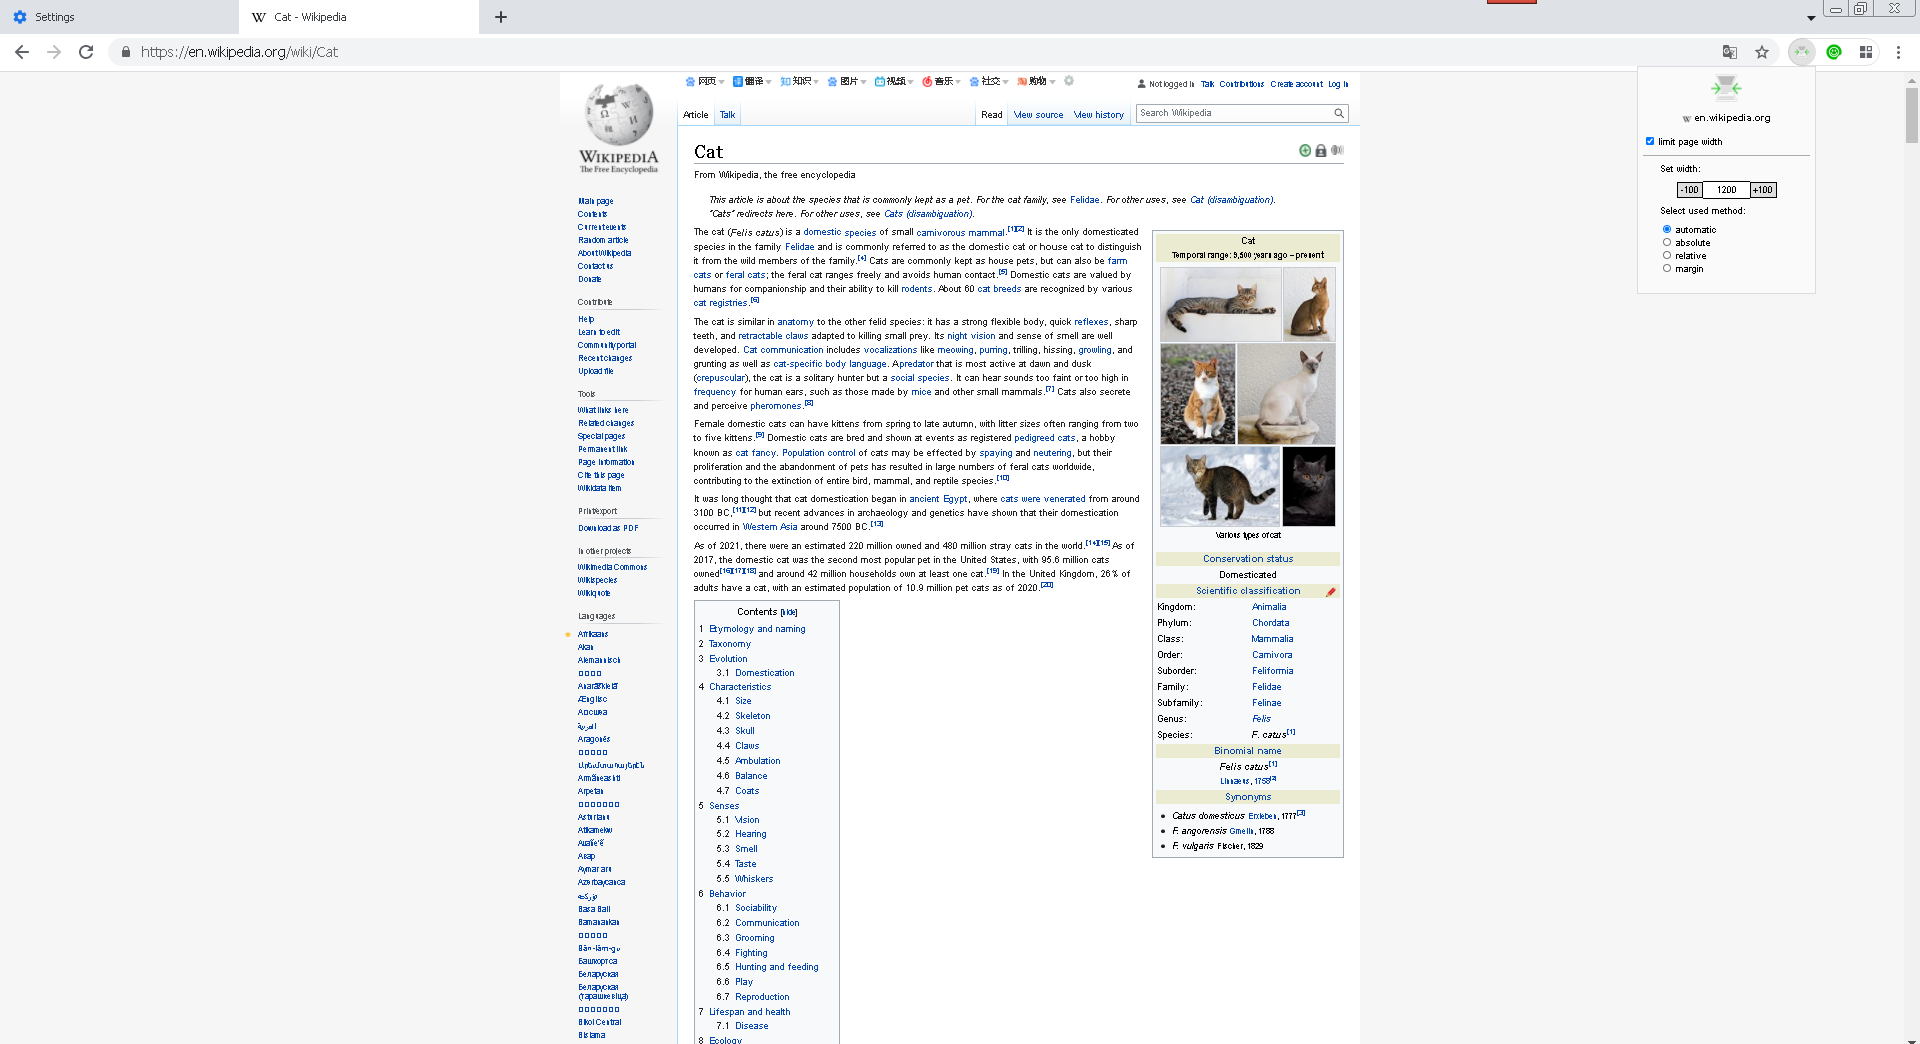 Settings
Cat - Wikipedia
https://en.wikipedia.org/wiki/Cat
网页
翻译
知识
图片
视频
音乐
社交
购物
Not logged in Talk Contributions Create account Log in
Article Talk
Read View source View history
Search Wikipedia
WIKIPEDIA
The Free Encyclopedia
Main page
Contents
Current events
Random article
About Wikipedia
Contact us
Donate
Contribute
Help
Learn to edit
Community portal
Recent changes
Upload file
Tools
What links here
Related changes
Special pages
Permanent link
Page information
Cite this page
Wikidata item
Print/export
Download as PDF
In other projects
Wikimedia Commons
Wikispecies
Wikiquote
Languages
Afrikaans
Akan
Alemannisch
Ænglisc
Аҧсшәа
العربية
Aragonés
Armãneashti
Arpetan
Asturianu
Atikamekw
Авар
Aymar aru
Azərbaycanca
تۆرکجه
Basa Bali
Bamanankan
Bân-lâm-gú
Башҡортса
Беларуская
Беларуская
(тарашкевіца)
Bikol Central
Bislama
Cat
From Wikipedia, the free encyclopedia
This article is about the species that is commonly kept as a pet. For the cat family, see Felidae. For other uses, see Cat (disambiguation).
"Cats" redirects here. For other uses, see Cats (disambiguation).
The cat (Felis catus) is a domestic species of small carnivorous mammal.[1][2] It is the only domesticated
species in the family Felidae and is commonly referred to as the domestic cat or house cat to distinguish
it from the wild members of the family.[4] Cats are commonly kept as house pets, but can also be farm
cats or feral cats; the feral cat ranges freely and avoids human contact.[5] Domestic cats are valued by
humans for companionship and their ability to kill rodents. About 60 cat breeds are recognized by various
cat registries.[6]
The cat is similar in anatomy to the other felid species: it has a strong flexible body, quick reflexes, sharp
teeth, and retractable claws adapted to killing small prey. Its night vision and sense of smell are well
developed. Cat communication includes vocalizations like meowing, purring, trilling, hissing, growling, and
grunting as well as cat-specific body language. A predator that is most active at dawn and dusk
(crepuscular), the cat is a solitary hunter but a social species. It can hear sounds too faint or too high in
frequency for human ears, such as those made by mice and other small mammals.[7] Cats also secrete
and perceive pheromones.[8]
Female domestic cats can have kittens from spring to late autumn, with litter sizes often ranging from two
to five kittens.[9] Domestic cats are bred and shown at events as registered pedigreed cats, a hobby
known as cat fancy. Population control of cats may be effected by spaying and neutering, but their
proliferation and the abandonment of pets has resulted in large numbers of feral cats worldwide,
contributing to the extinction of entire bird, mammal, and reptile species.[10]
It was long thought that cat domestication began in ancient Egypt, where cats were venerated from around
3100 BC,[11][12] but recent advances in archaeology and genetics have shown that their domestication
occurred in Western Asia around 7500 BC.[13]
As of 2021, there were an estimated 220 million owned and 480 million stray cats in the world.[14][15] As of
2017, the domestic cat was the second most popular pet in the United States, with 95.6 million cats
owned[16][17][18] and around 42 million households own at least one cat.[19] In the United Kingdom, 26% of
adults have a cat, with an estimated population of 10.9 million pet cats as of 2020.[20]
Contents [hide]
1 Etymology and naming
2 Taxonomy
3 Evolution
3.1 Domestication
4 Characteristics
4.1 Size
4.2 Skeleton
4.3 Skull
4.4 Claws
4.5 Ambulation
4.6 Balance
4.7 Coats
5 Senses
5.1 Vision
5.2 Hearing
5.3 Smell
5.4 Taste
5.5 Whiskers
6 Behavior
6.1 Sociability
6.2 Communication
6.3 Grooming
6.4 Fighting
6.5 Hunting and feeding
6.6 Play
6.7 Reproduction
7 Lifespan and health
7.1 Disease
8 Ecology
Cat
Temporal range: 9,500 years ago – present
Various types of cat
Conservation status
Domesticated
Scientific classification
Kingdom: Animalia
Phylum: Chordata
Class: Mammalia
Order: Carnivora
Suborder: Feliformia
Family: Felidae
Subfamily: Felinae
Genus: Felis
Species: F. catus[1]
Binomial name
Felis catus[1]
Linnaeus, 1758[2]
Synonyms
Catus domesticus Erxleben, 1777[3]
F. angorensis Gmelin, 1788
F. vulgaris Fischer, 1829
en.wikipedia.org
limit page width
Set width:
-100 1200 +100
Select used method:
automatic
absolute
relative
margin